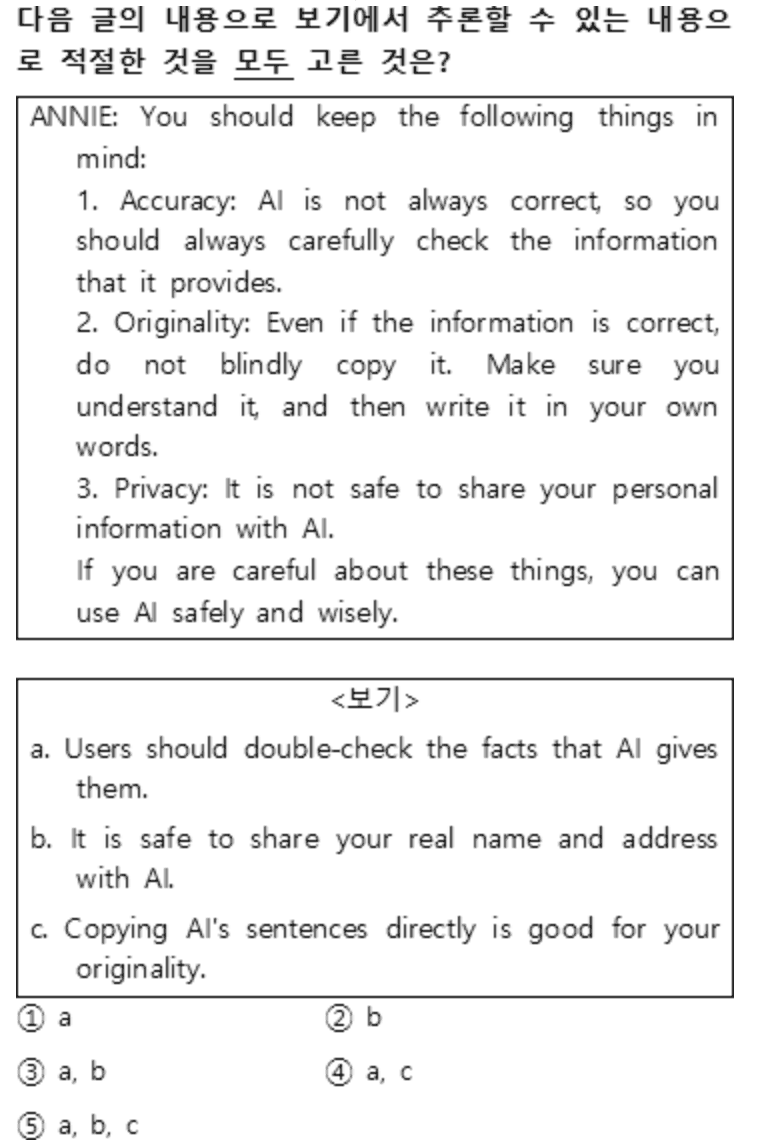 다음 글의 내용으로 보기에서 추론할 수 있는 내용으
로 적절한 것을 모두 고른 것은?
ANNIE: You should keep the following things in
mind:
1. Accuracy: AI is not always correct, so you
should always carefully check the information
that it provides.
2. Originality: Even if the information is correct,
do not blindly copy it. Make sure you
understand it, and then write it in your own
words.
3. Privacy: It is not safe to share your personal
information with AI.
If you are careful about these things, you can
use AI safely and wisely.
<보기>
a. Users should double-check the facts that AI gives
them.
b. It is safe to share your real name and address
with AI.
c. Copying AI's sentences directly is good for your
originality.
① a ② b
③ a, b ④ a, c
⑤ a, b, c